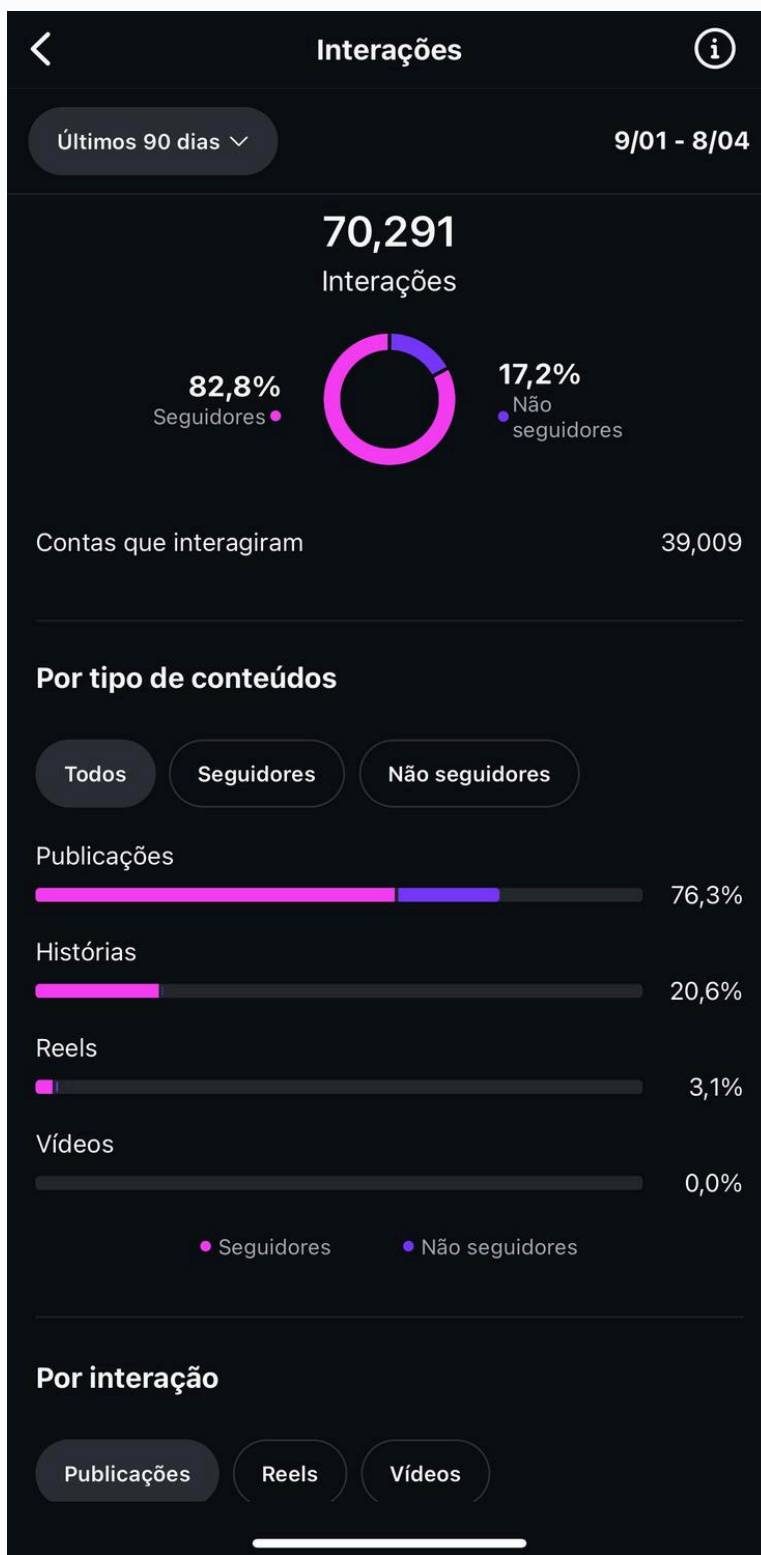 Interações
Últimos 90 dias
9/01 - 8/04
70,291
Interações
82,8%
Seguidores
17,2%
Não
seguidores
Contas que interagiram
39,009
Por tipo de conteúdos
Todos
Seguidores
Não seguidores
Publicações
76,3%
Histórias
20,6%
Reels
3,1%
Vídeos
0,0%
Seguidores
Não seguidores
Por interação
Publicações
Reels
Vídeos